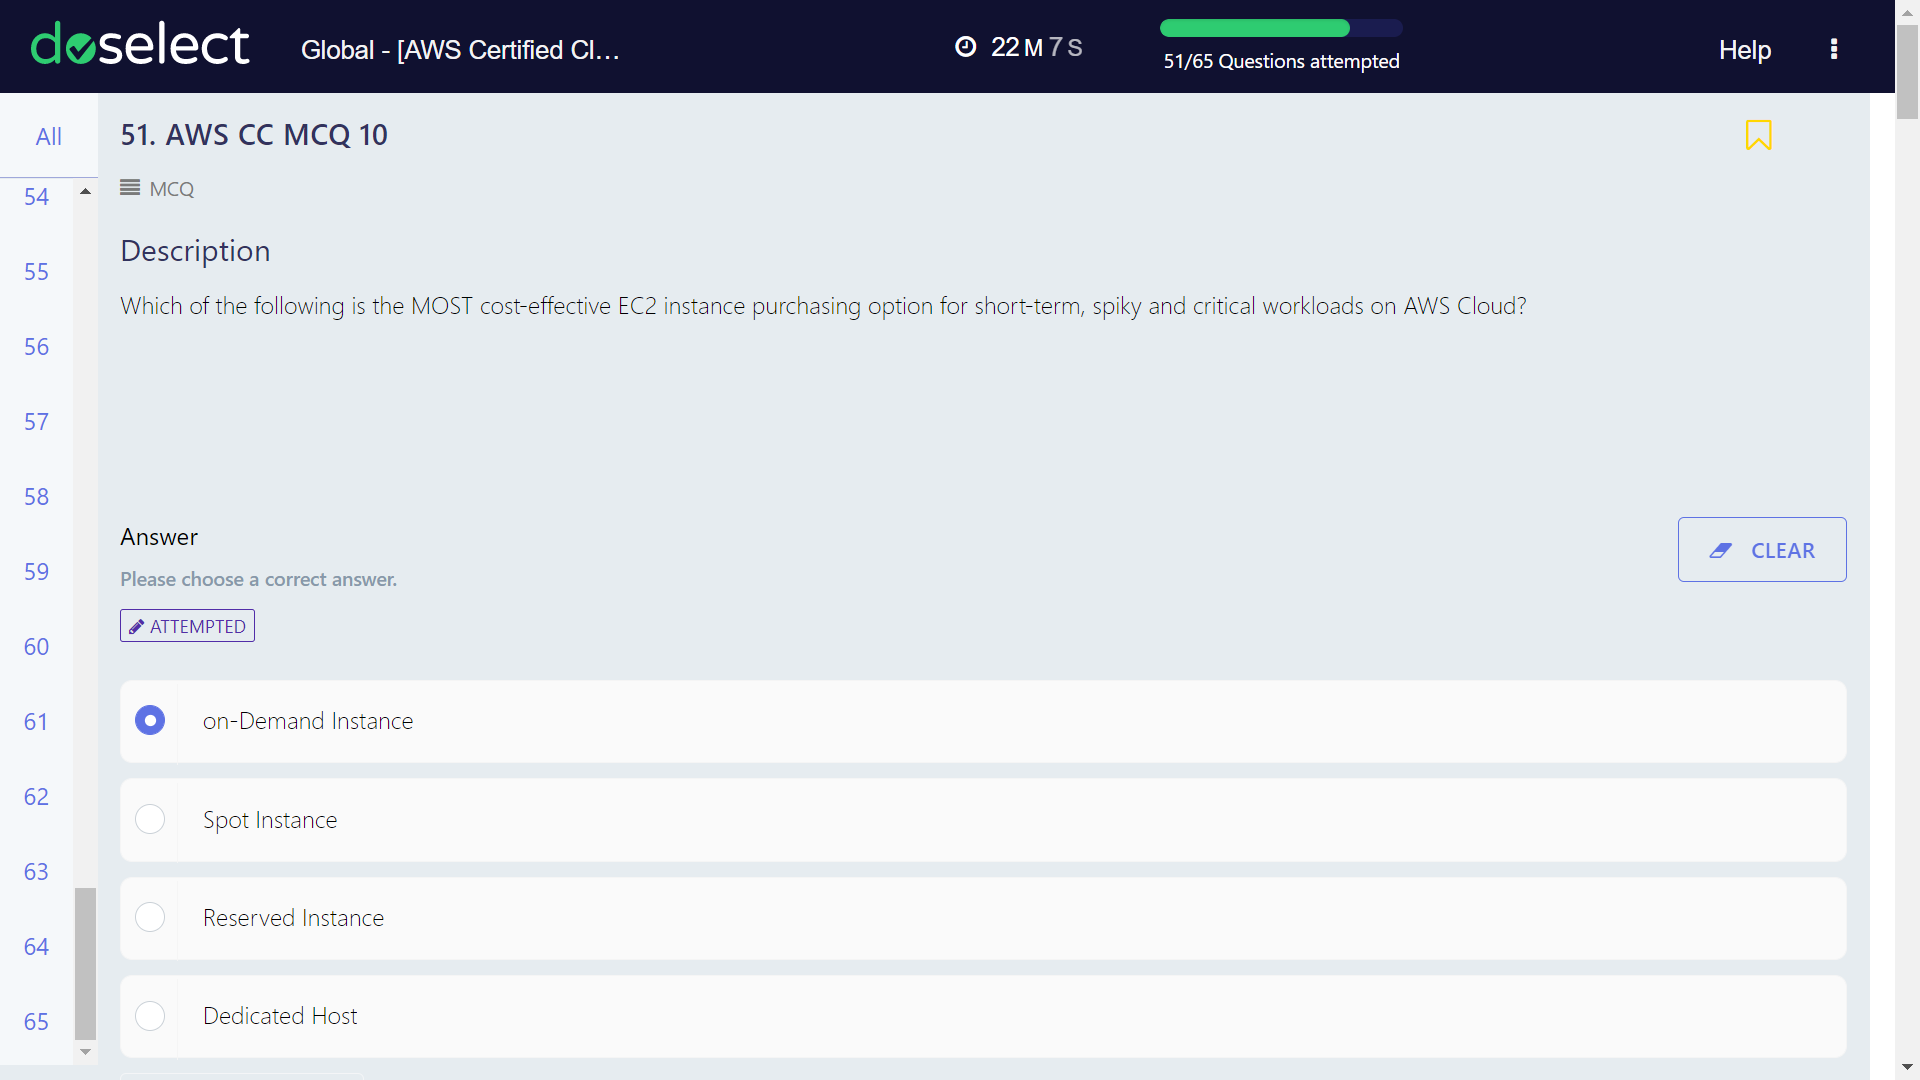 doselect
Global - [AWS Certified Cl...
22 M 7 S
51/65 Questions attempted
Help
All
54
55
56
57
58
59
60
61
62
63
64
65
51. AWS CC MCQ 10
MCQ
Description
Which of the following is the MOST cost-effective EC2 instance purchasing option for short-term, spiky and critical workloads on AWS Cloud?
Answer
Please choose a correct answer.
CLEAR
ATTEMPTED
on-Demand Instance
Spot Instance
Reserved Instance
Dedicated Host